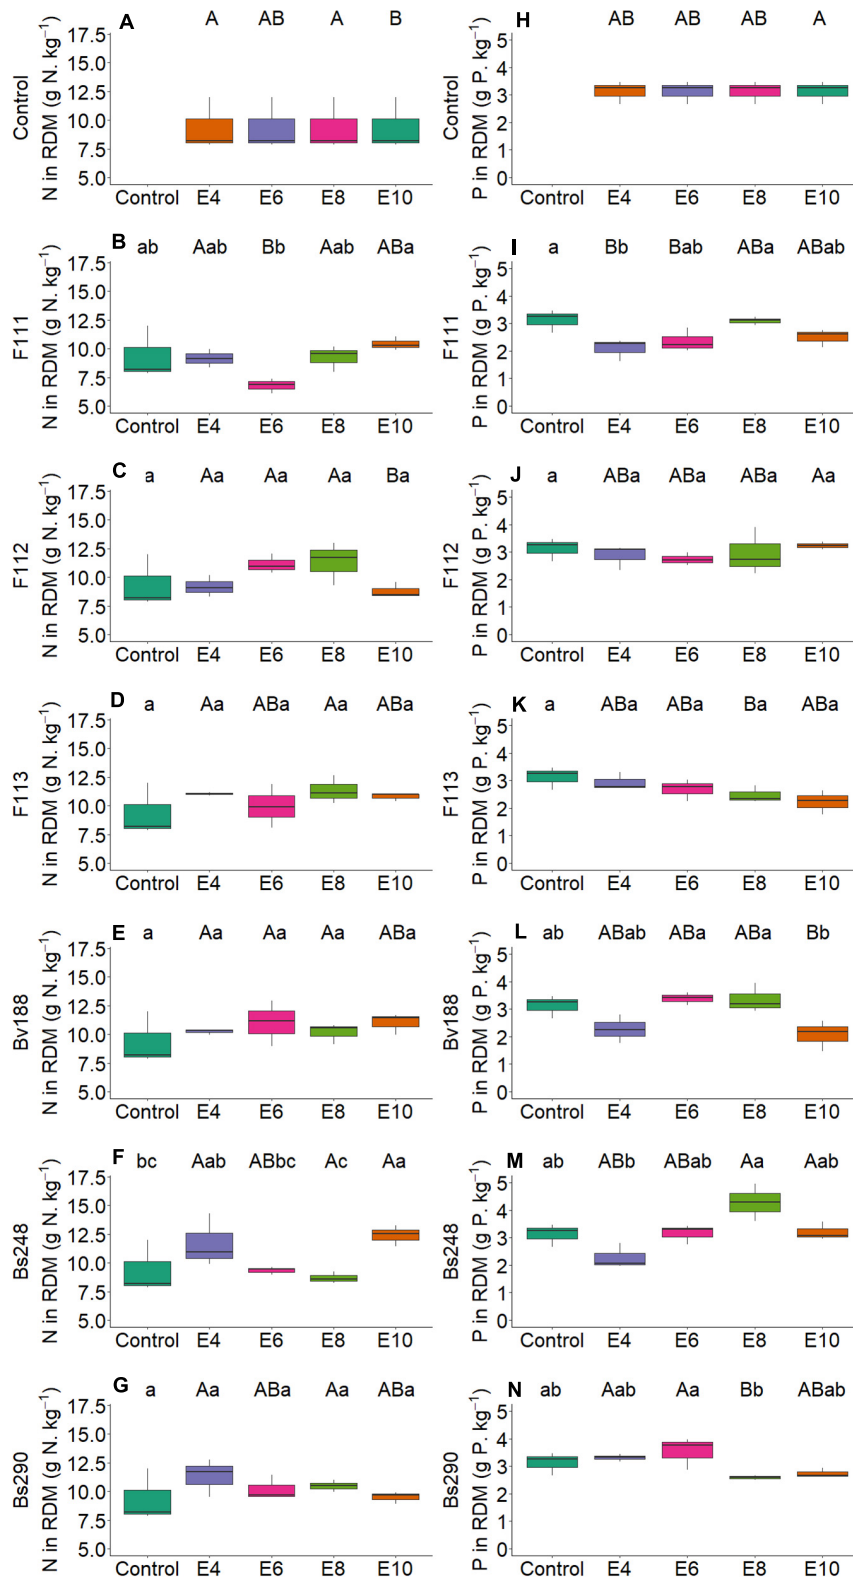 A A AB A B
Control
N in RDM (g N. kg⁻¹)
17.5
15.0
12.5
10.0
7.5
5.0
Control E4 E6 E8 E10
H AB AB AB A
Control
P in RDM (g P. kg⁻¹)
5
4
3
2
1
0
Control E4 E6 E8 E10
B ab Aab Bb Aab ABa
F111
N in RDM (g N. kg⁻¹)
17.5
15.0
12.5
10.0
7.5
5.0
Control E4 E6 E8 E10
I a Bb Bab ABa ABab
F111
P in RDM (g P. kg⁻¹)
5
4
3
2
1
0
Control E4 E6 E8 E10
C a Aa Aa Aa Ba
F112
N in RDM (g N. kg⁻¹)
17.5
15.0
12.5
10.0
7.5
5.0
Control E4 E6 E8 E10
J a ABa ABa ABa Aa
F112
P in RDM (g P. kg⁻¹)
5
4
3
2
1
0
Control E4 E6 E8 E10
D a Aa ABa Aa ABa
F113
N in RDM (g N. kg⁻¹)
17.5
15.0
12.5
10.0
7.5
5.0
Control E4 E6 E8 E10
K a ABa ABa Ba ABa
F113
P in RDM (g P. kg⁻¹)
5
4
3
2
1
0
Control E4 E6 E8 E10
E a Aa Aa Aa ABa
Bv188
N in RDM (g N. kg⁻¹)
17.5
15.0
12.5
10.0
7.5
5.0
Control E4 E6 E8 E10
L ab ABab ABa ABa Bb
Bv188
P in RDM (g P. kg⁻¹)
5
4
3
2
1
0
Control E4 E6 E8 E10
F bc Aab ABbc Ac Aa
Bs248
N in RDM (g N. kg⁻¹)
17.5
15.0
12.5
10.0
7.5
5.0
Control E4 E6 E8 E10
M ab ABb ABab Aa Aab
Bs248
P in RDM (g P. kg⁻¹)
5
4
3
2
1
0
Control E4 E6 E8 E10
G a Aa ABa Aa ABa
Bs290
N in RDM (g N. kg⁻¹)
17.5
15.0
12.5
10.0
7.5
5.0
Control E4 E6 E8 E10
N ab Aab Aa Bb ABab
Bs290
P in RDM (g P. kg⁻¹)
5
4
3
2
1
0
Control E4 E6 E8 E10